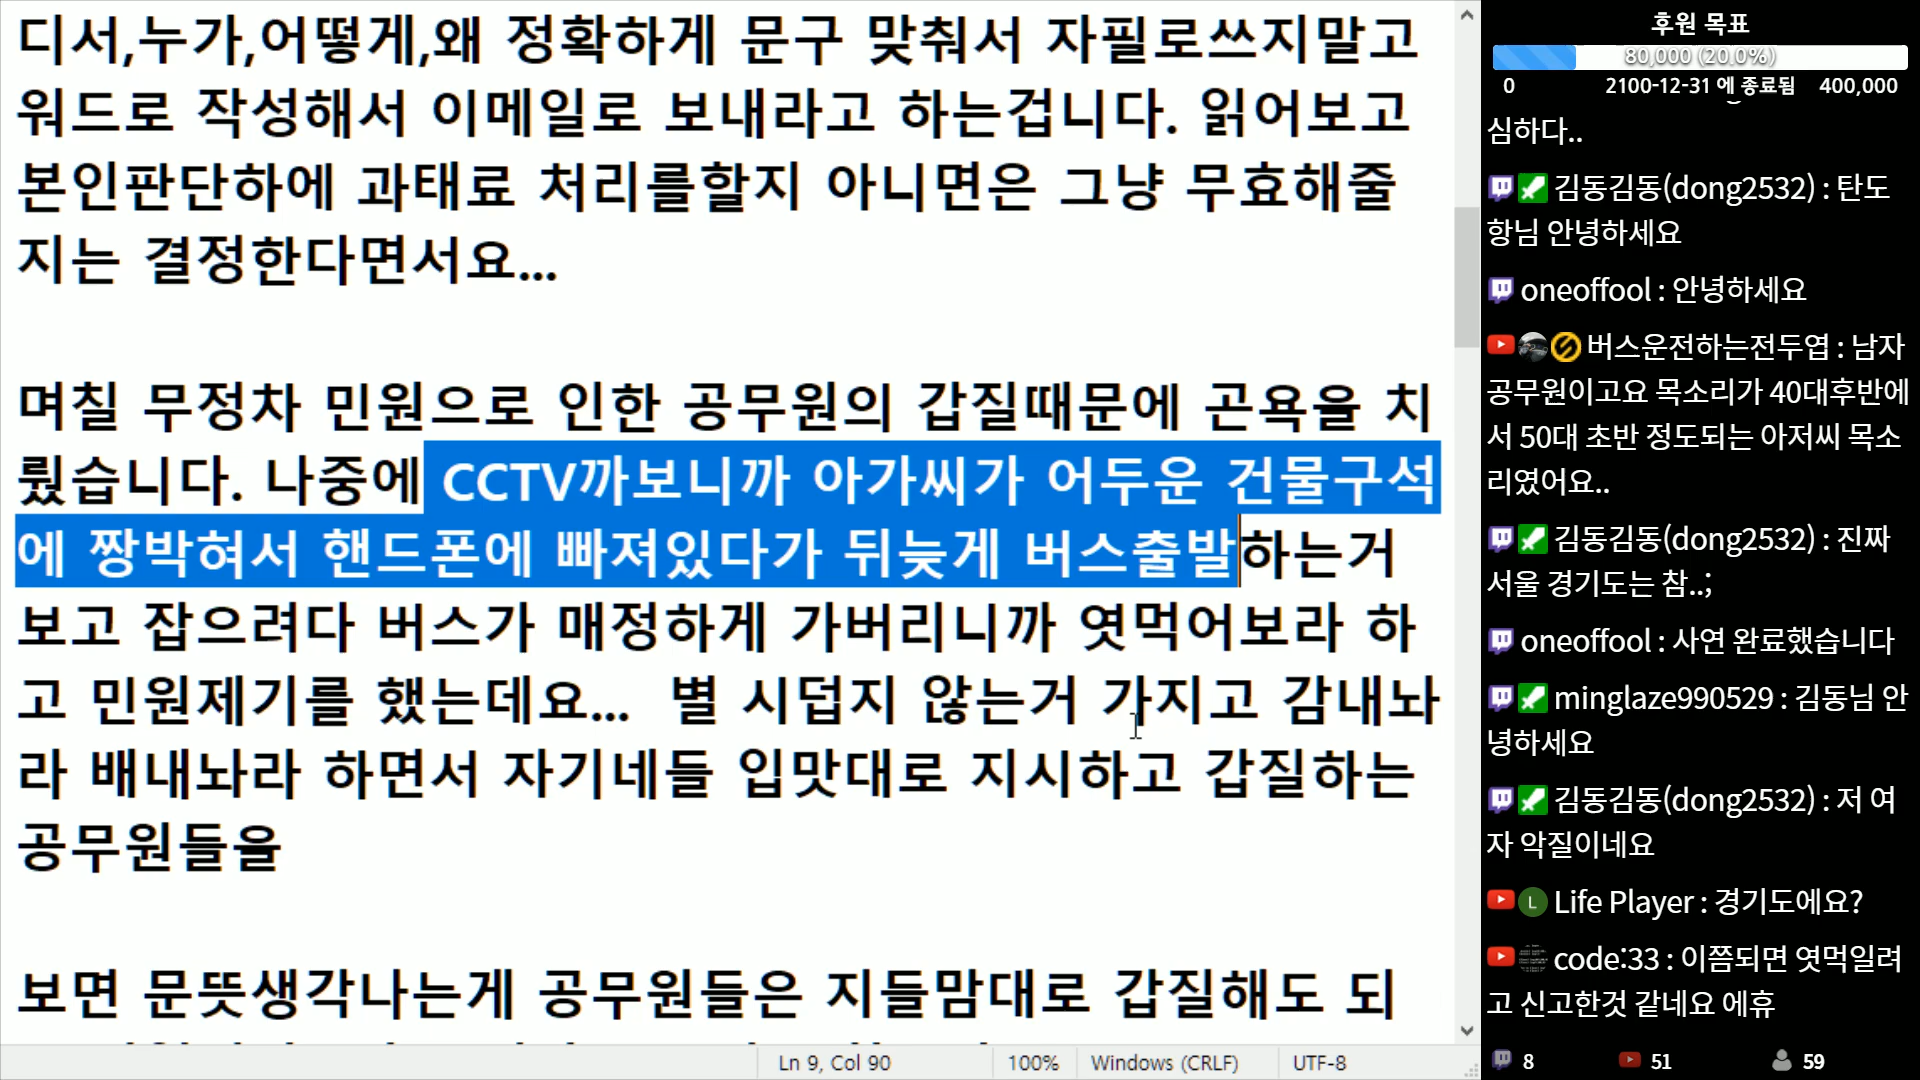 디서,누가,어떻게,왜 정확하게 문구 맞춰서 자필로쓰지말고
워드로 작성해서 이메일로 보내라고 하는겁니다. 읽어보고
본인판단하에 과태료 처리를할지 아니면은 그냥 무효해줄
지는 결정한다면서요...
며칠 무정차 민원으로 인한 공무원의 갑질때문에 곤욕을 치
뤘습니다. 나중에 CCTV까보니까 아가씨가 어두운 건물구석
에 짱박혀서 핸드폰에 빠져있다가 뒤늦게 버스출발하는거
보고 잡으려다 버스가 매정하게 가버리니까 엿먹어보라 하
고 민원제기를 했는데요... 별 시덥지 않는거 가지고 감내놔
라 배내놔라 하면서 자기네들 입맛대로 지시하고 갑질하는
공무원들을
보면 문뜻생각나는게 공무원들은 지들맘대로 갑질해도 되
Ln 9, Col 90
100%
Windows (CRLF)
UTF-8
후원 목표
80,000 (20.0%)
0 2100-12-31 에 종료됨 400,000
심하다..
김동김동(dong2532) : 탄도
항님 안녕하세요
oneoffool : 안녕하세요
버스운전하는전두엽 : 남자
공무원이고요 목소리가 40대후반에
서 50대 초반 정도되는 아저씨 목소
리였어요..
김동김동(dong2532) : 진짜
서울 경기도는 참..;
oneoffool : 사연 완료했습니다
minglaze990529 : 김동님 안
녕하세요
김동김동(dong2532) : 저 여
자 악질이네요
L Life Player : 경기도에요?
code:33 : 이쯤되면 엿먹일려
고 신고한것 같네요 에휴
8 51 59